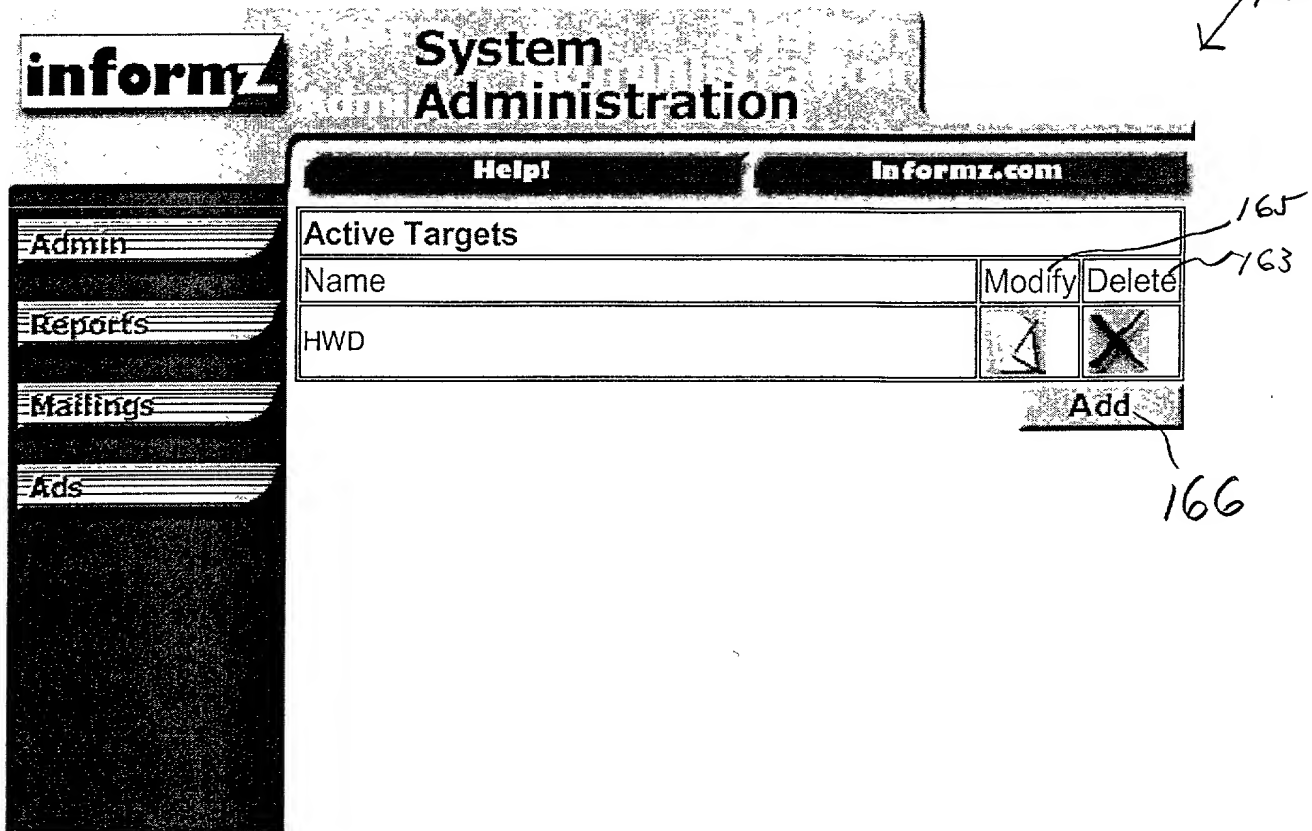 informz
System
Administration
Help!
Informz.com
Admin
Reports
Mailings
Ads
Active Targets
Name Modify Delete
HWD
Add
165
163
166